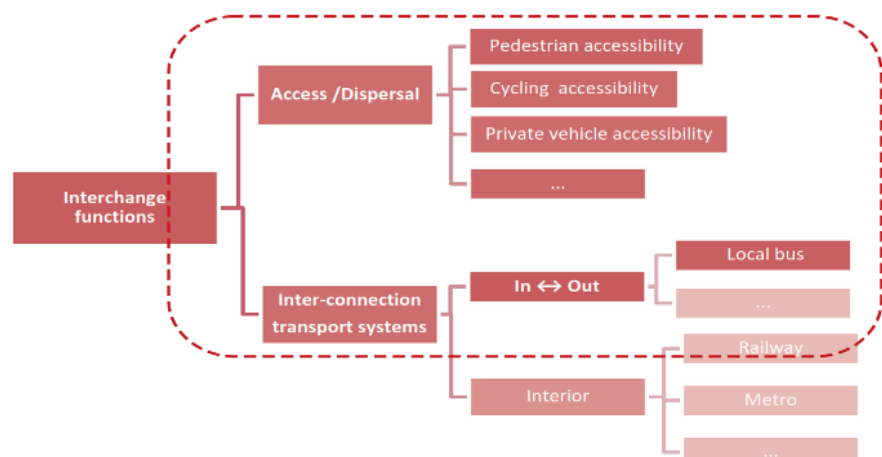 Interchange
functions
Access /Dispersal
Pedestrian accessibility
Cycling accessibility
Private vehicle accessibility
...
Inter-connection
transport systems
In ↔ Out
Local bus
...
Interior
Railway
Metro
...